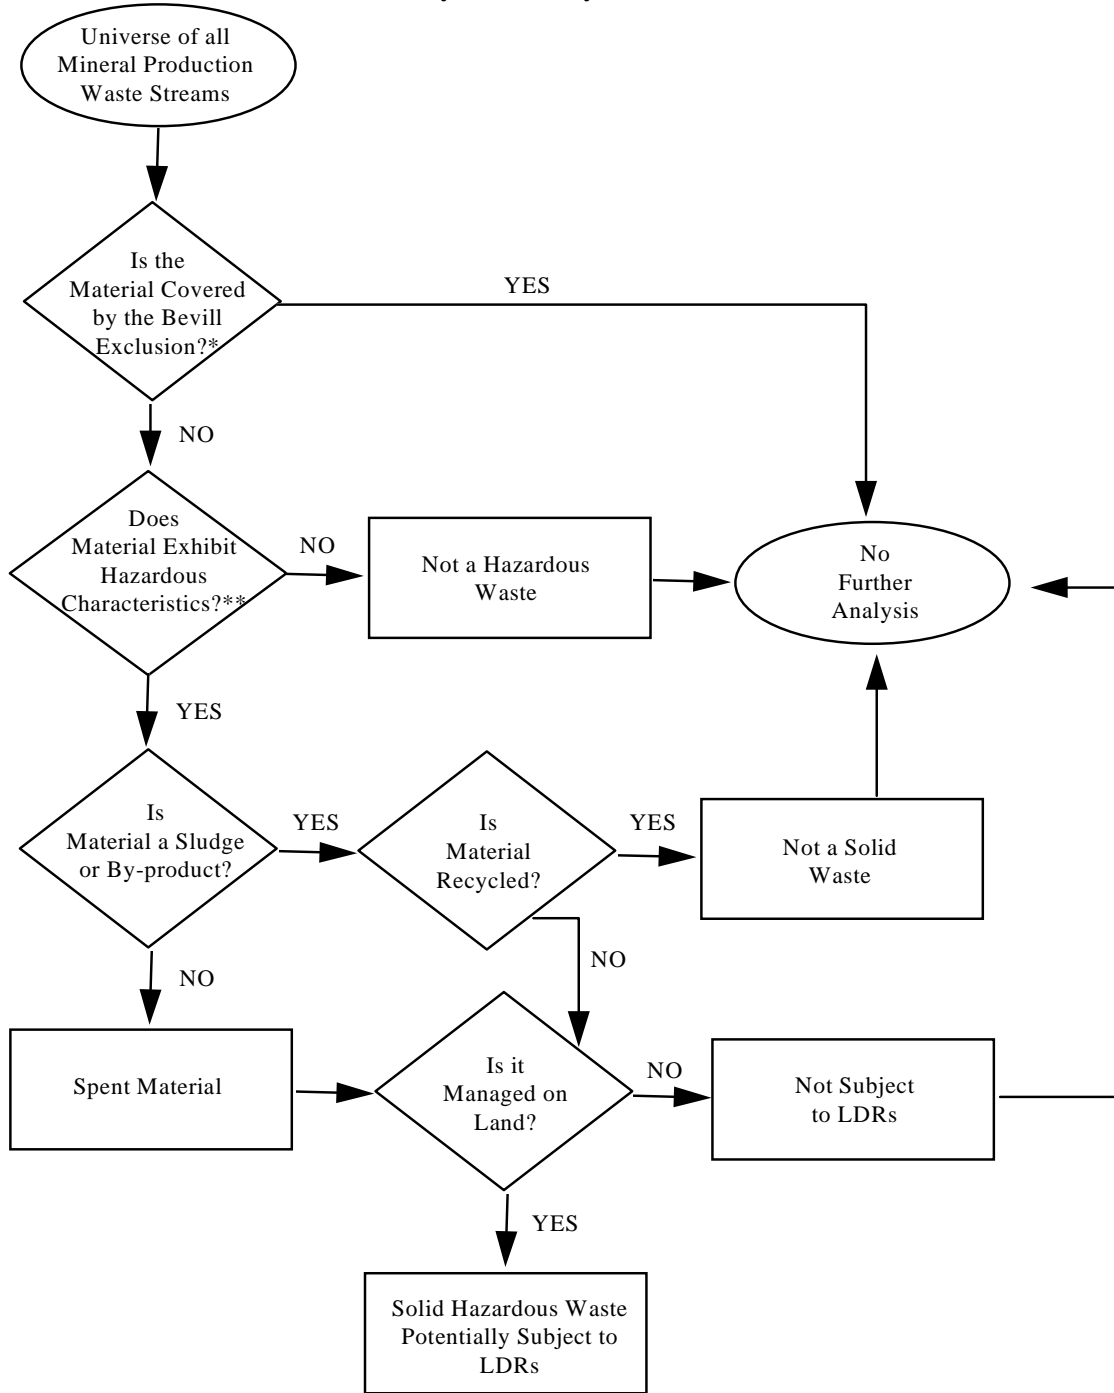 Universe of all
Mineral Production
Waste Streams
Is the
Material Covered
by the Bevill
Exclusion?*
YES
NO
Does
Material Exhibit
Hazardous
Characteristics?**
NO
Not a Hazardous
Waste
No
Further
Analysis
YES
Is
Material a Sludge
or By-product?
YES
Is
Material
Recycled?
YES
Not a Solid
Waste
NO
NO
Spent Material
Is it
Managed on
Land?
NO
Not Subject
to LDRs
YES
Solid Hazardous Waste
Potentially Subject to
LDRs